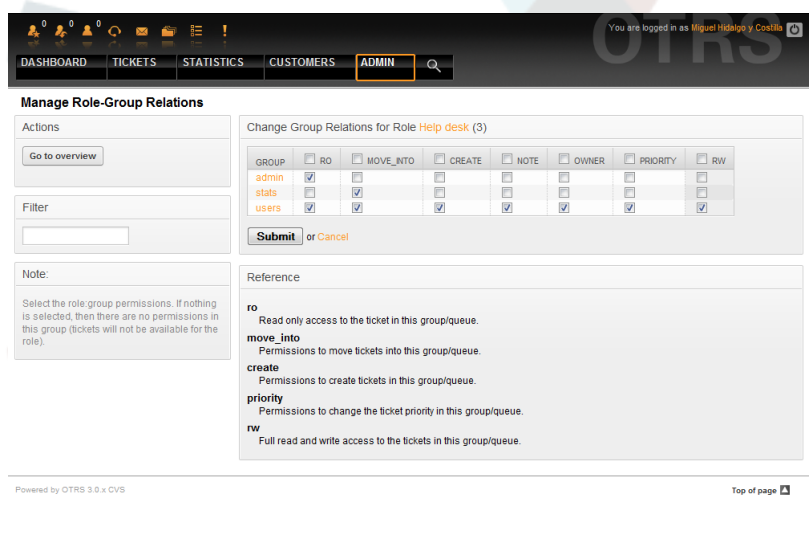 0 0 0
You are logged in as Miguel Hidalgo y Costilla
OTRS
DASHBOARD TICKETS STATISTICS CUSTOMERS ADMIN
Manage Role-Group Relations
Actions
Go to overview
Filter
Note:
Select the role:group permissions. If nothing
is selected, then there are no permissions in
this group (tickets will not be available for the
role).
Change Group Relations for Role Help desk (3)
GROUP RO MOVE_INTO CREATE NOTE OWNER PRIORITY RW
admin
stats
users
Submit or Cancel
Reference
ro
Read only access to the ticket in this group/queue.
move_into
Permissions to move tickets into this group/queue.
create
Permissions to create tickets in this group/queue.
priority
Permissions to change the ticket priority in this group/queue.
rw
Full read and write access to the tickets in this group/queue.
Powered by OTRS 3.0.x CVS
Top of page